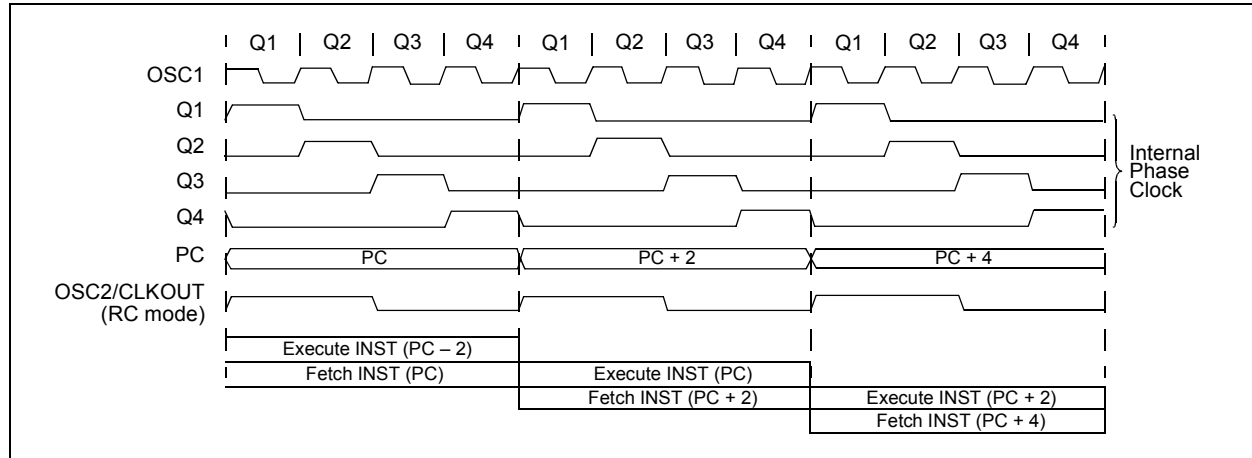 Q1 | Q2 | Q3 | Q4 | Q1 | Q2 | Q3 | Q4 | Q1 | Q2 | Q3 | Q4
OSC1
Q1
Q2
Q3
Q4
Internal
Phase
Clock
PC PC PC + 2 PC + 4
OSC2/CLKOUT
(RC mode)
Execute INST (PC – 2)
Fetch INST (PC) Execute INST (PC)
Fetch INST (PC + 2) Execute INST (PC + 2)
Fetch INST (PC + 4)